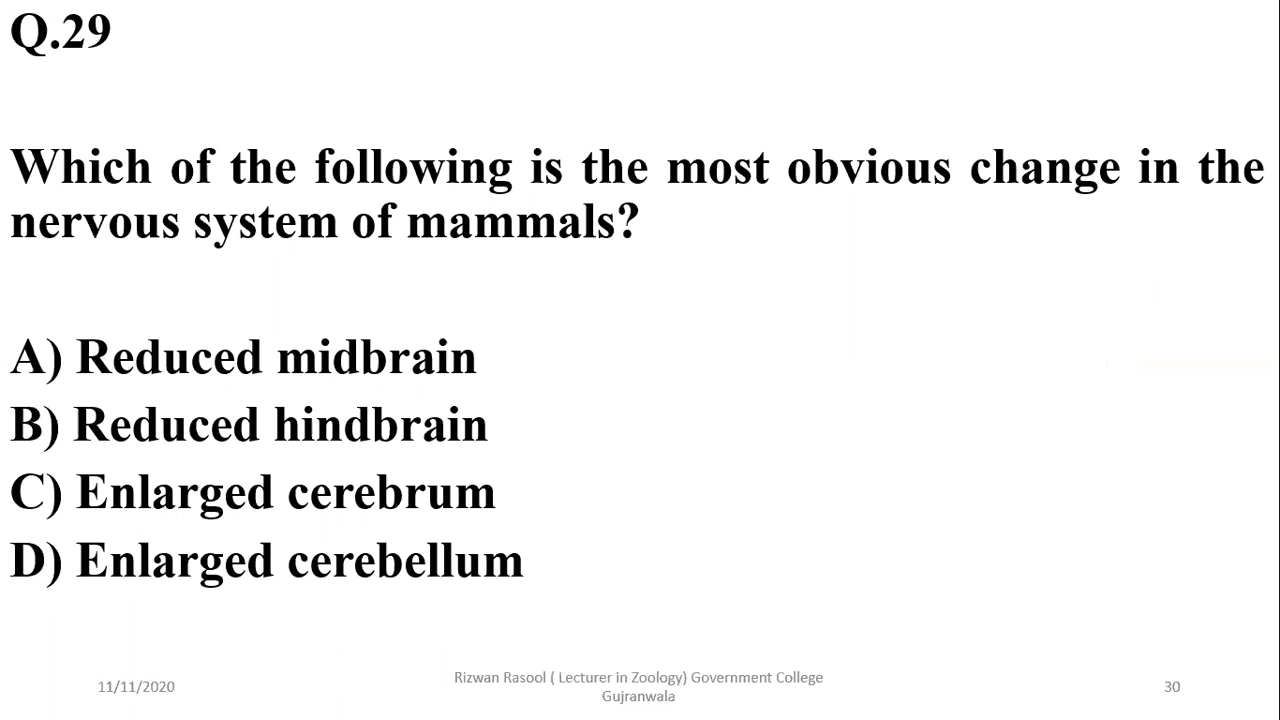 Q.29
Which of the following is the most obvious change in the
nervous system of mammals?
A) Reduced midbrain
B) Reduced hindbrain
C) Enlarged cerebrum
D) Enlarged cerebellum
11/11/2020
Rizwan Rasool ( Lecturer in Zoology) Government College
Gujranwala
30